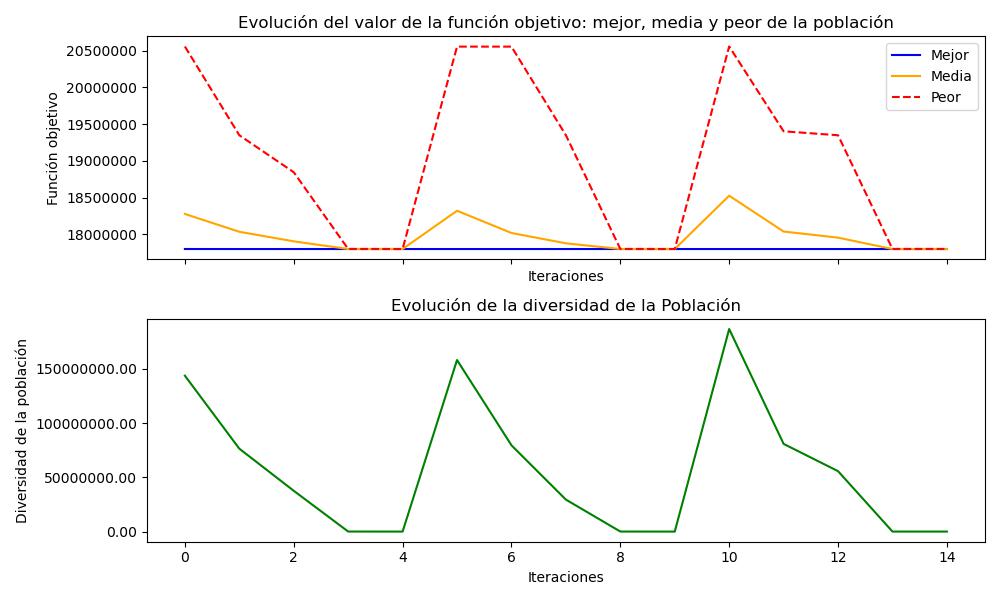 Evolución del valor de la función objetivo: mejor, media y peor de la población
Función objetivo
20500000
20000000
19500000
19000000
18500000
18000000
Mejor
Media
Peor
Iteraciones
Evolución de la diversidad de la Población
Diversidad de la población
150000000.00
100000000.00
50000000.00
0.00
0 2 4 6 8 10 12 14
Iteraciones